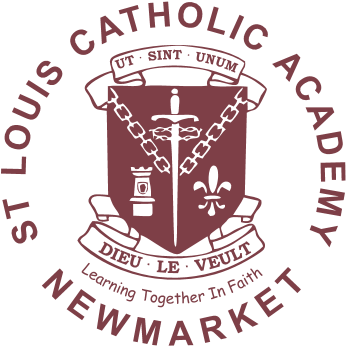 ST LOUIS CATHOLIC ACADEMY
UT · SINT · UNUM
DIEU · LE · VEULT
Learning Together In Faith
NEWMARKET